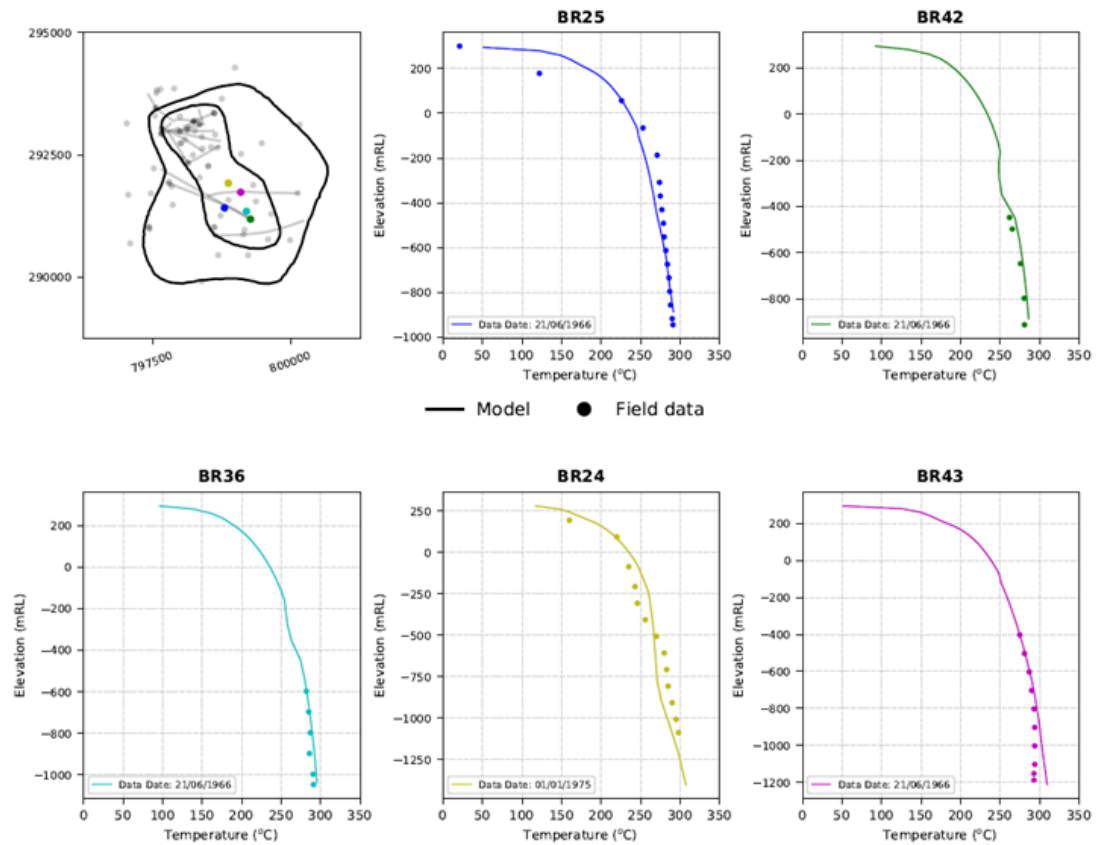 295000
292500
290000
797500
800000
BR25
200
0
−200
−400
−600
−800
−1000
Elevation (mRL)
Data Date: 21/06/1966
0 50 100 150 200 250 300 350
Temperature (°C)
BR42
200
0
−200
−400
−600
−800
Elevation (mRL)
Data Date: 21/06/1966
0 50 100 150 200 250 300 350
Temperature (°C)
Model
Field data
BR36
200
0
−200
−400
−600
−800
−1000
Elevation (mRL)
Data Date: 21/06/1966
0 50 100 150 200 250 300 350
Temperature (°C)
BR24
250
0
−250
−500
−750
−1000
−1250
Elevation (mRL)
Data Date: 01/01/1975
0 50 100 150 200 250 300 350
Temperature (°C)
BR43
200
0
−200
−400
−600
−800
−1000
−1200
Elevation (mRL)
Data Date: 21/06/1966
0 50 100 150 200 250 300 350
Temperature (°C)